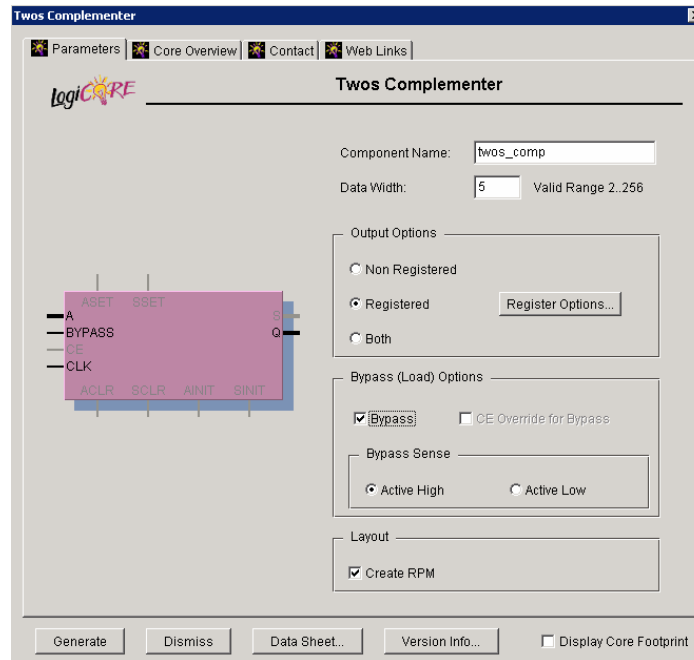 Twos Complementer
Parameters Core Overview Contact Web Links
LogiCORE
Twos Complementer
Component Name: twos_comp
Data Width: 5 Valid Range 2..256
Output Options
Non Registered
Registered Register Options...
Both
ASET SSET
A S
BYPASS Q
CE
CLK
ACLR SCLR AINIT SINIT
Bypass (Load) Options
Bypass CE Override for Bypass
Bypass Sense
Active High Active Low
Layout
Create RPM
Generate Dismiss Data Sheet... Version Info... Display Core Footprint